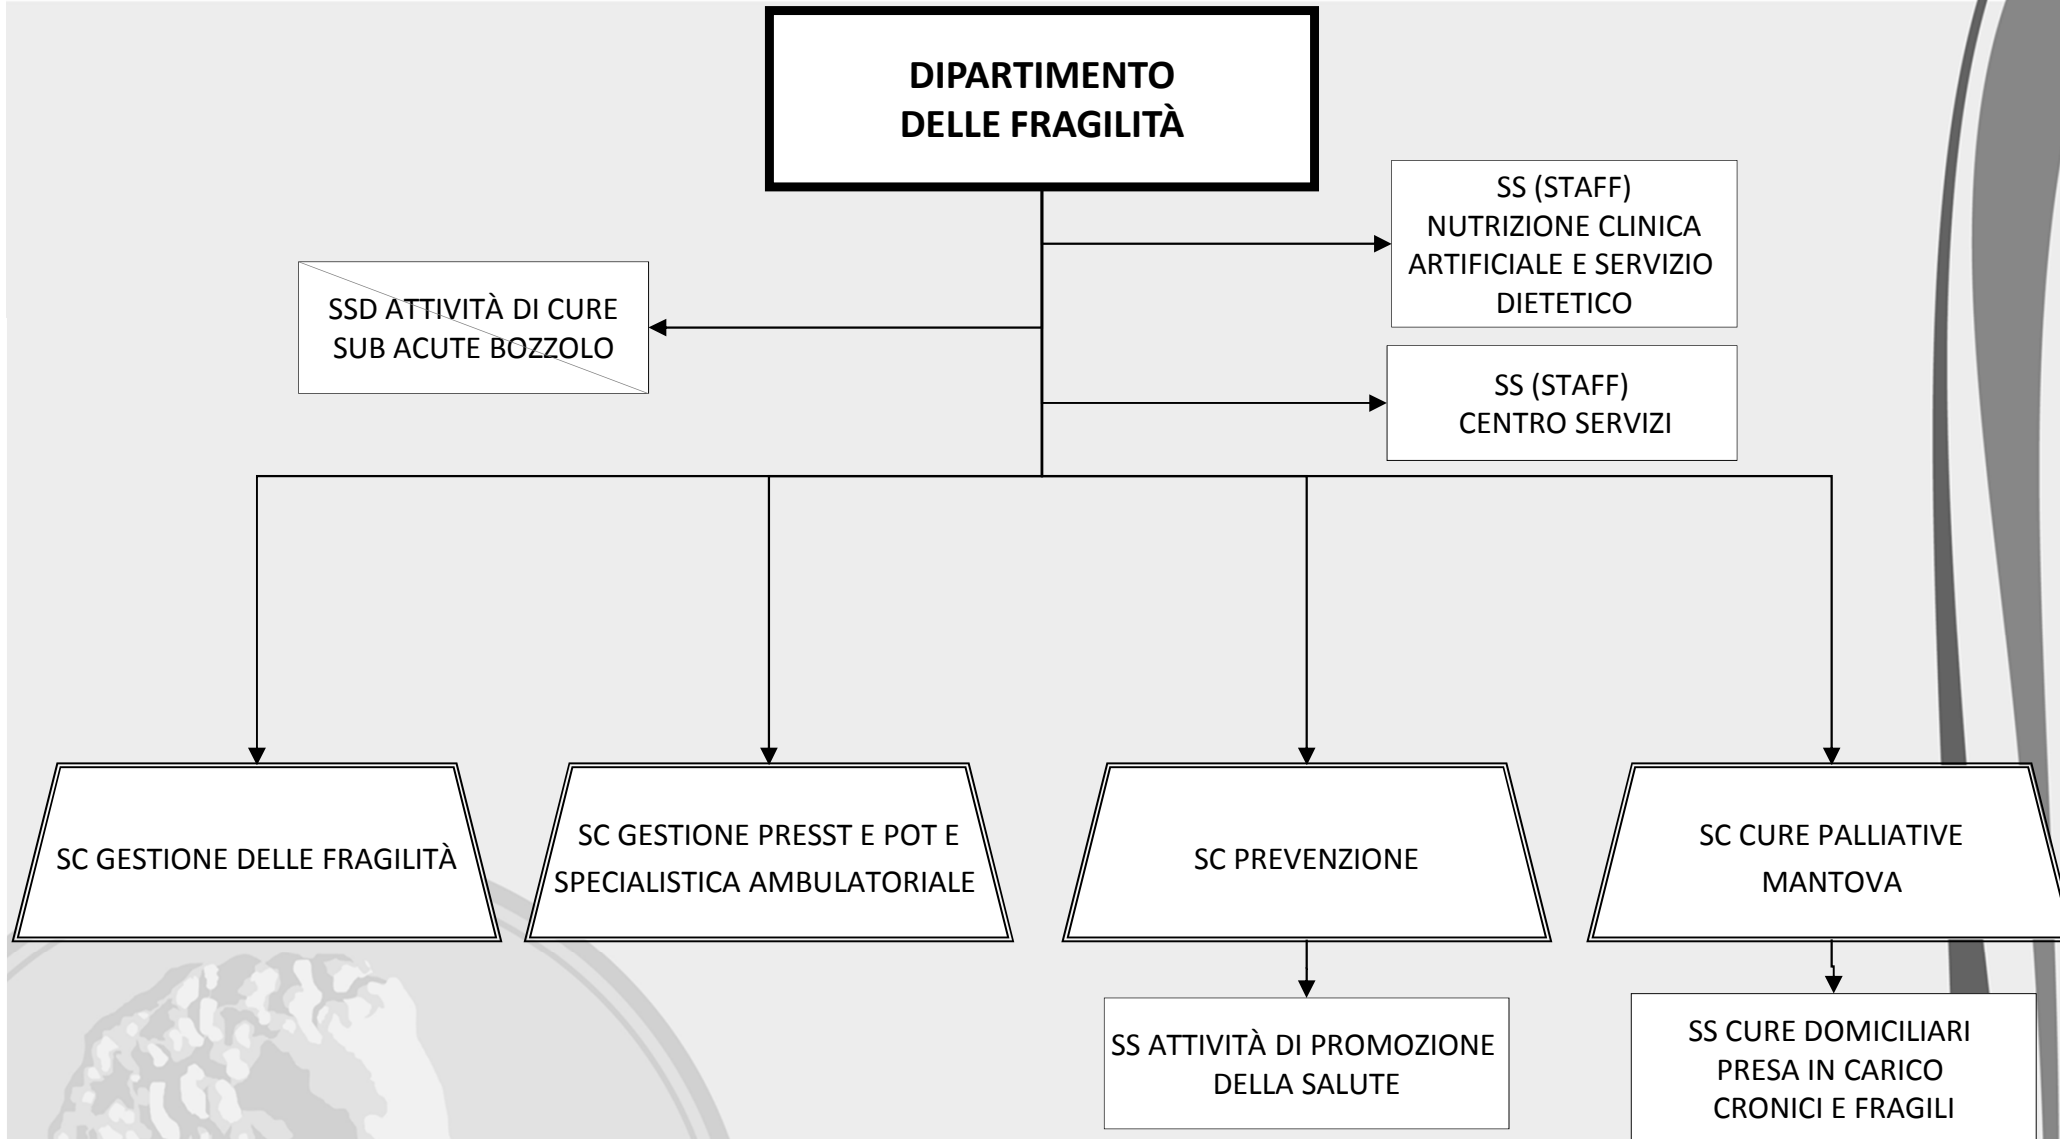 DIPARTIMENTO
DELLE FRAGILITÀ
SS (STAFF)
NUTRIZIONE CLINICA
ARTIFICIALE E SERVIZIO
DIETETICO
SSD ATTIVITÀ DI CURE
SUB ACUTE BOZZOLO
SS (STAFF)
CENTRO SERVIZI
SC GESTIONE DELLE FRAGILITÀ
SC GESTIONE PRESST E POT E
SPECIALISTICA AMBULATORIALE
SC PREVENZIONE
SC CURE PALLIATIVE
MANTOVA
SS ATTIVITÀ DI PROMOZIONE
DELLA SALUTE
SS CURE DOMICILIARI
PRESA IN CARICO
CRONICI E FRAGILI